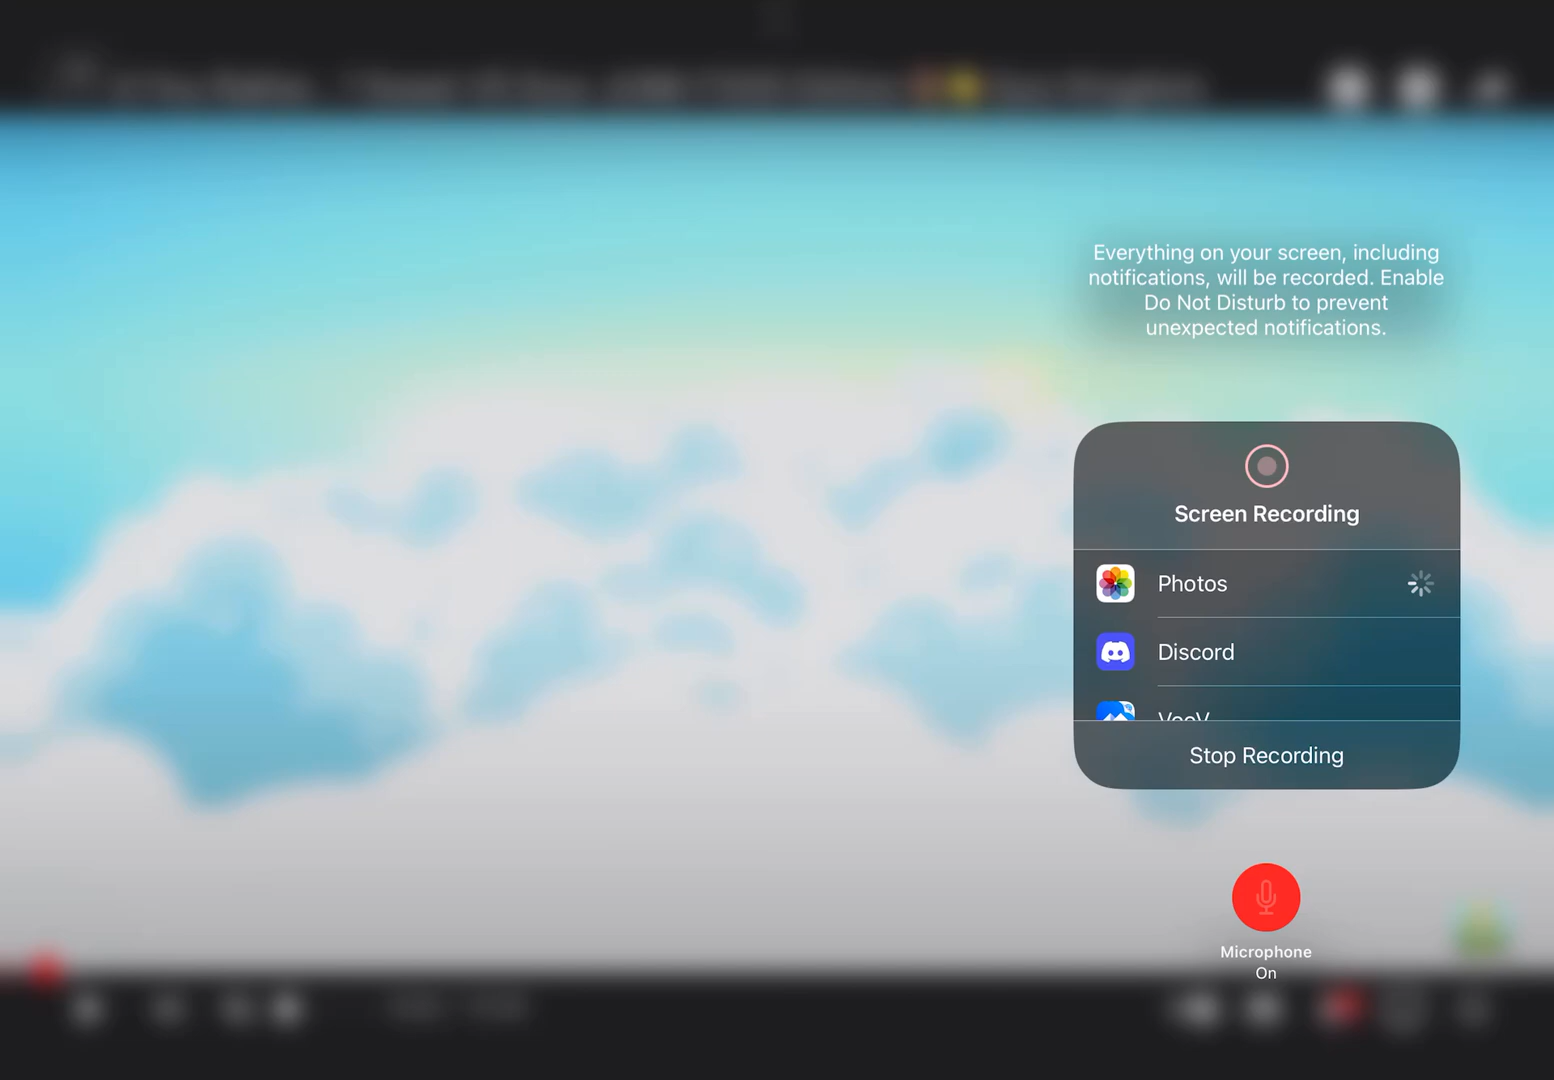 Everything on your screen, including
notifications, will be recorded. Enable
Do Not Disturb to prevent
unexpected notifications.
Screen Recording
Photos
Discord
VooV
Stop Recording
Microphone
On